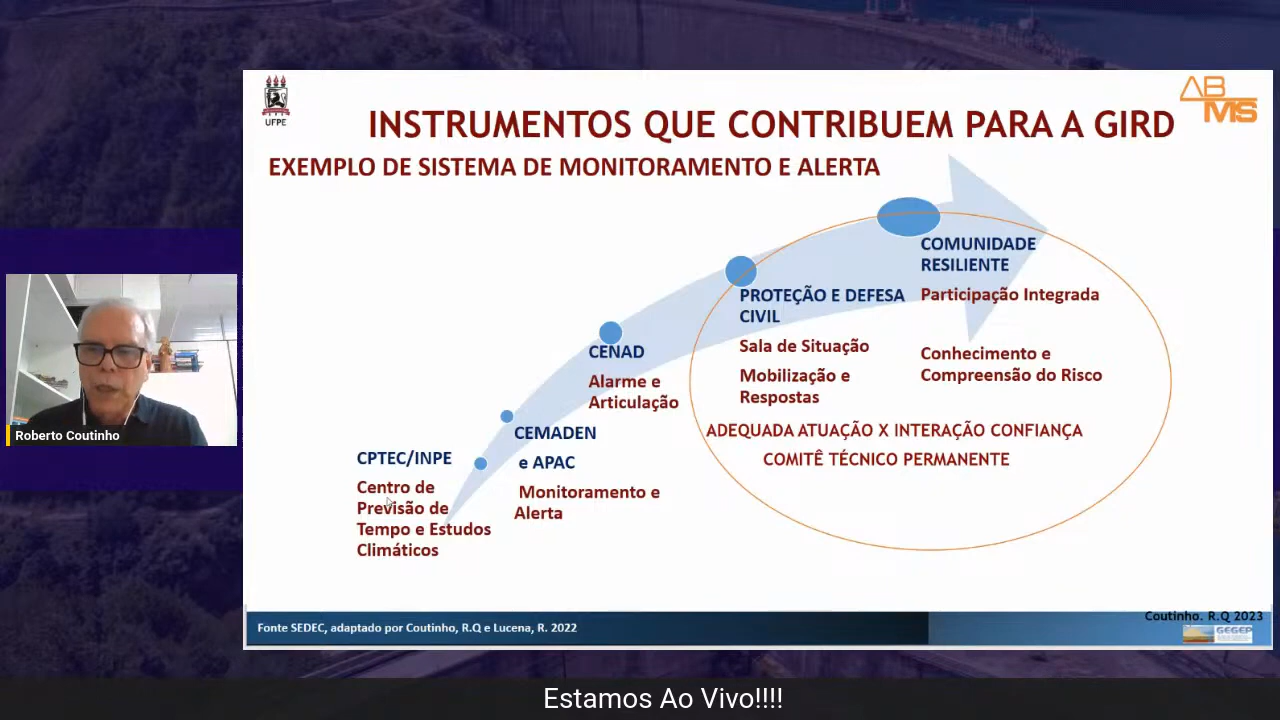 UFPE
AB
MS
INSTRUMENTOS QUE CONTRIBUEM PARA A GIRD
EXEMPLO DE SISTEMA DE MONITORAMENTO E ALERTA
COMUNIDADE
RESILIENTE
Participação Integrada
Conhecimento e
Compreensão do Risco
PROTEÇÃO E DEFESA
CIVIL
Sala de Situação
Mobilização e
Respostas
CENAD
Alarme e
Articulação
ADEQUADA ATUAÇÃO X INTERAÇÃO CONFIANÇA
COMITÊ TÉCNICO PERMANENTE
CEMADEN
e APAC
Monitoramento e
Alerta
CPTEC/INPE
Centro de
Previsão de
Tempo e Estudos
Climáticos
Roberto Coutinho
Fonte SEDEC, adaptado por Coutinho, R.Q e Lucena, R. 2022
Coutinho. R.Q 2023
GEGEP
Estamos Ao Vivo!!!!